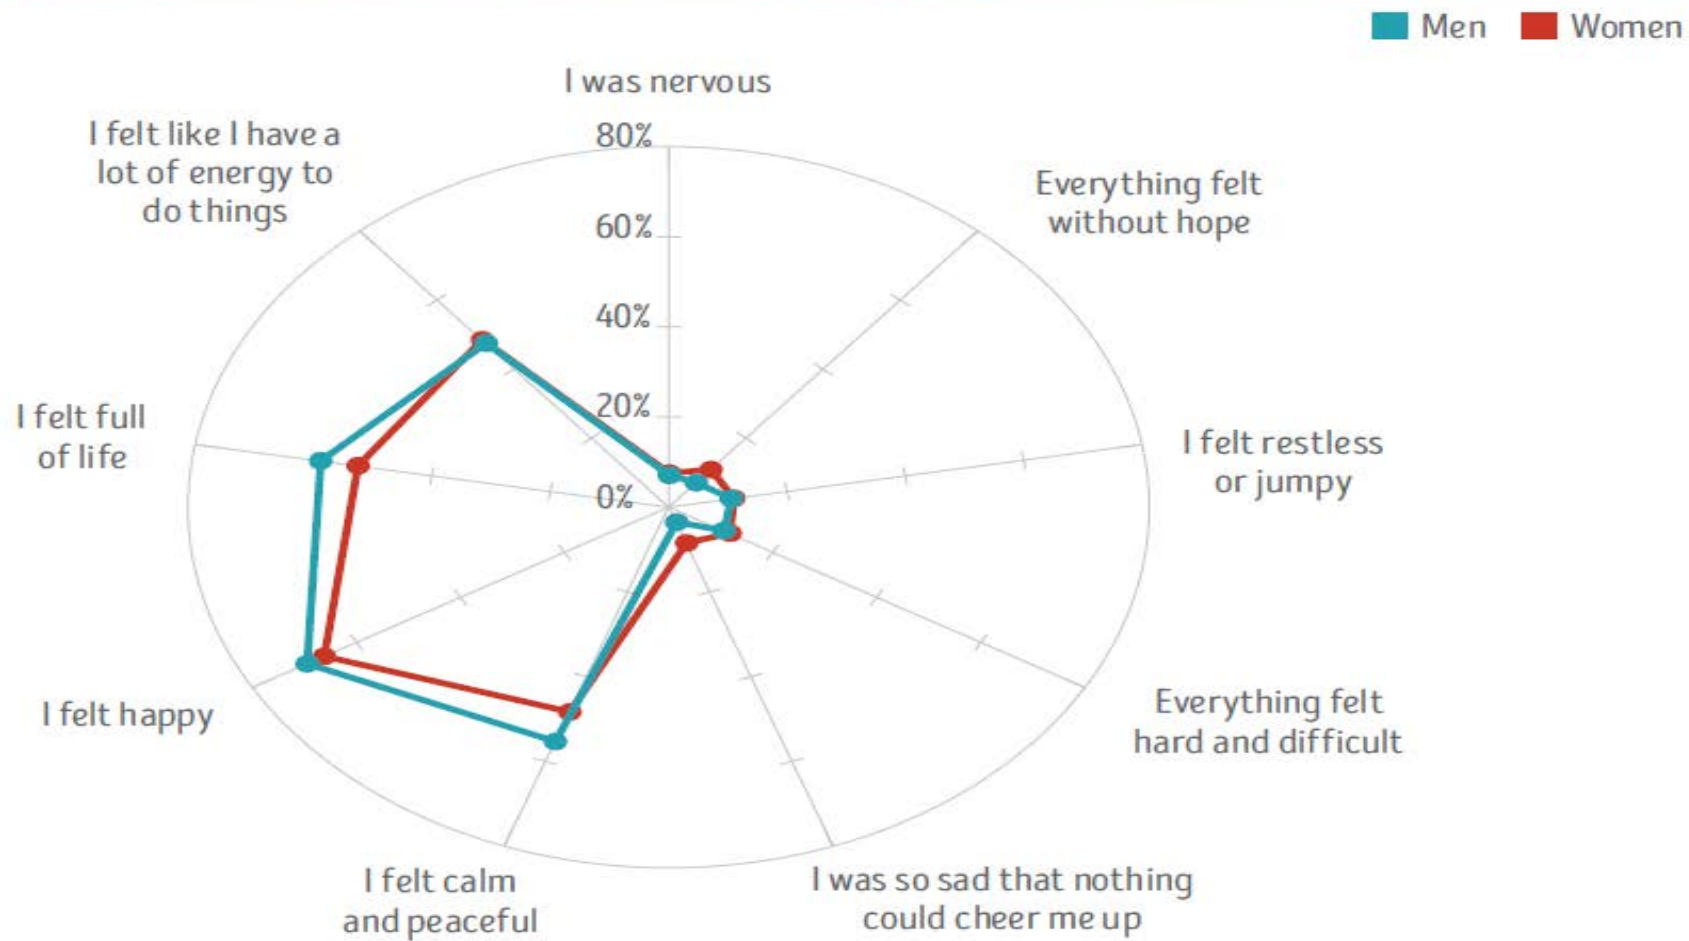 Men
Women
I was nervous
80%
60%
40%
20%
0%
Everything felt
without hope
I felt restless
or jumpy
Everything felt
hard and difficult
I was so sad that nothing
could cheer me up
I felt calm
and peaceful
I felt happy
I felt full
of life
I felt like I have a
lot of energy to
do things